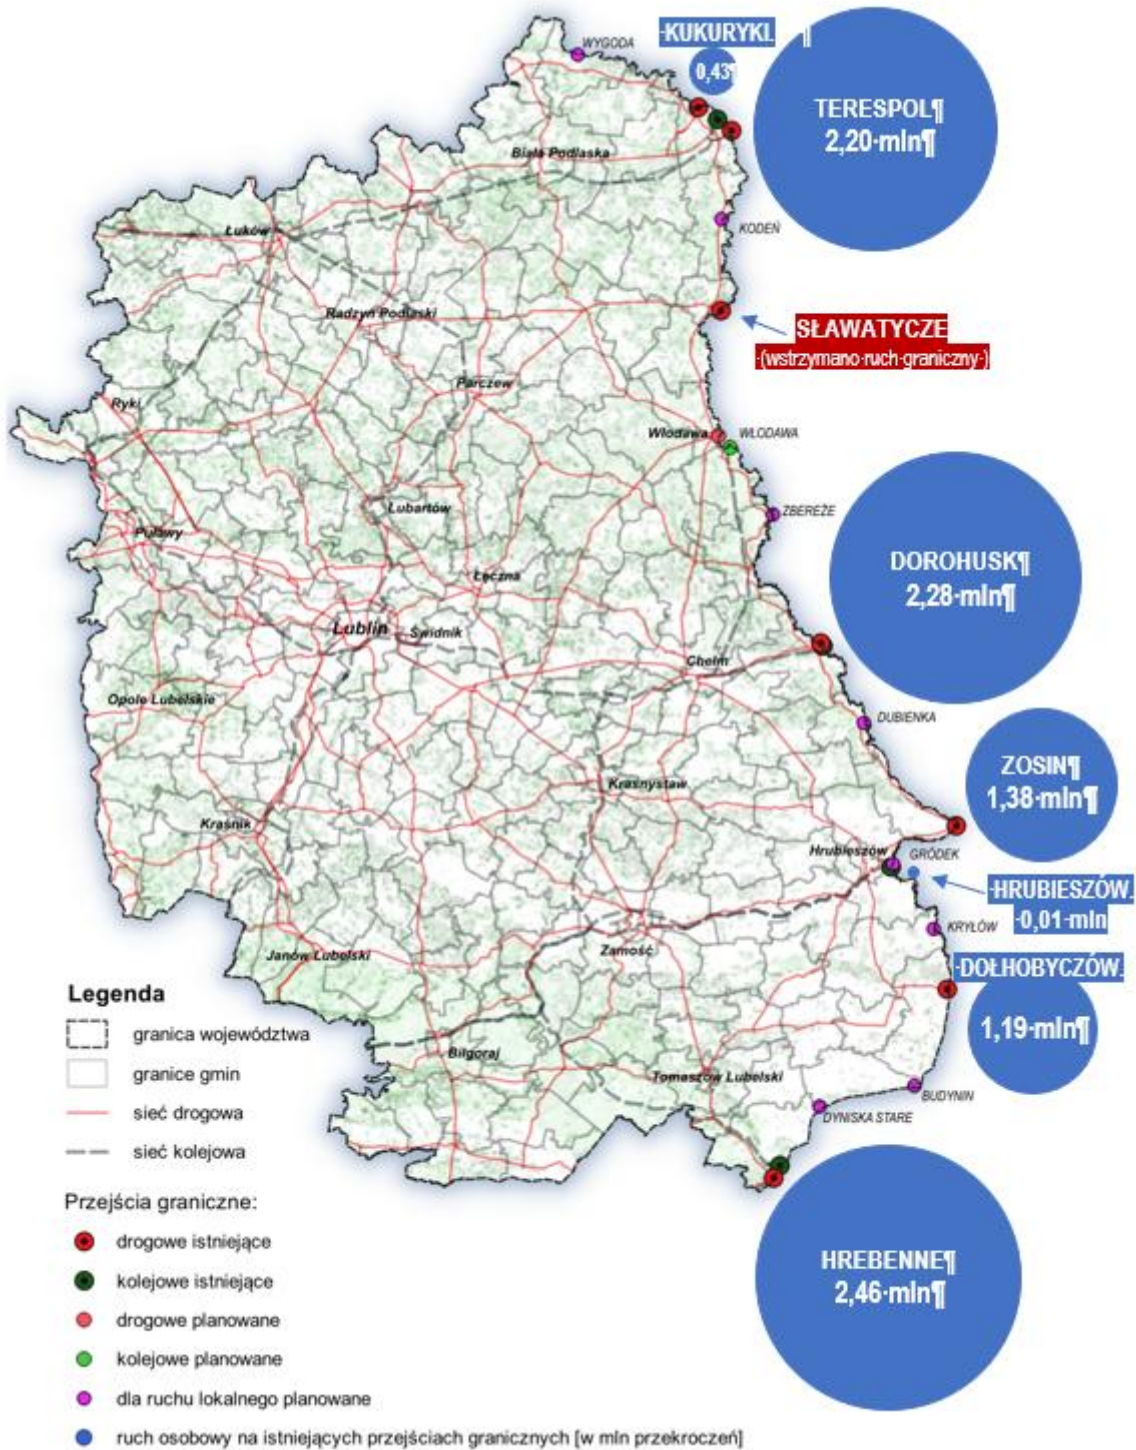 WYGODA
-KUKURYKI. ¶
0,43¶
TERESPOL¶
2,20·mln¶
Biała Podlaska
KODEŃ
Łuków
Radzyń Podlaski
SŁAWATYCZE
·(wstrzymano·ruch·graniczny·)
Parczew
Ryki
Włodawa
WŁODAWA
Lubartów
ZBEREŻE
Puławy
DOROHUSK¶
2,28·mln¶
Łęczna
Lublin
Świdnik
Chełm
Opole Lubelskie
DUBIENKA
ZOSIN¶
1,38·mln¶
Krasnystaw
Kraśnik
Hrubieszów
GRÓDEK
-HRUBIESZÓW.
·0,01·mln
KRYŁÓW
Zamość
Janów Lubelski
-DOŁHOBYCZÓW.
1,19·mln¶
Biłgoraj
Tomaszów Lubelski
BUDYNIN
DYNISKA STARE
HREBENNE¶
2,46·mln¶
Legenda
granica województwa
granice gmin
sieć drogowa
sieć kolejowa
Przejścia graniczne:
drogowe istniejące
kolejowe istniejące
drogowe planowane
kolejowe planowane
dla ruchu lokalnego planowane
ruch osobowy na istniejących przejściach granicznych [w mln przekroczeń]